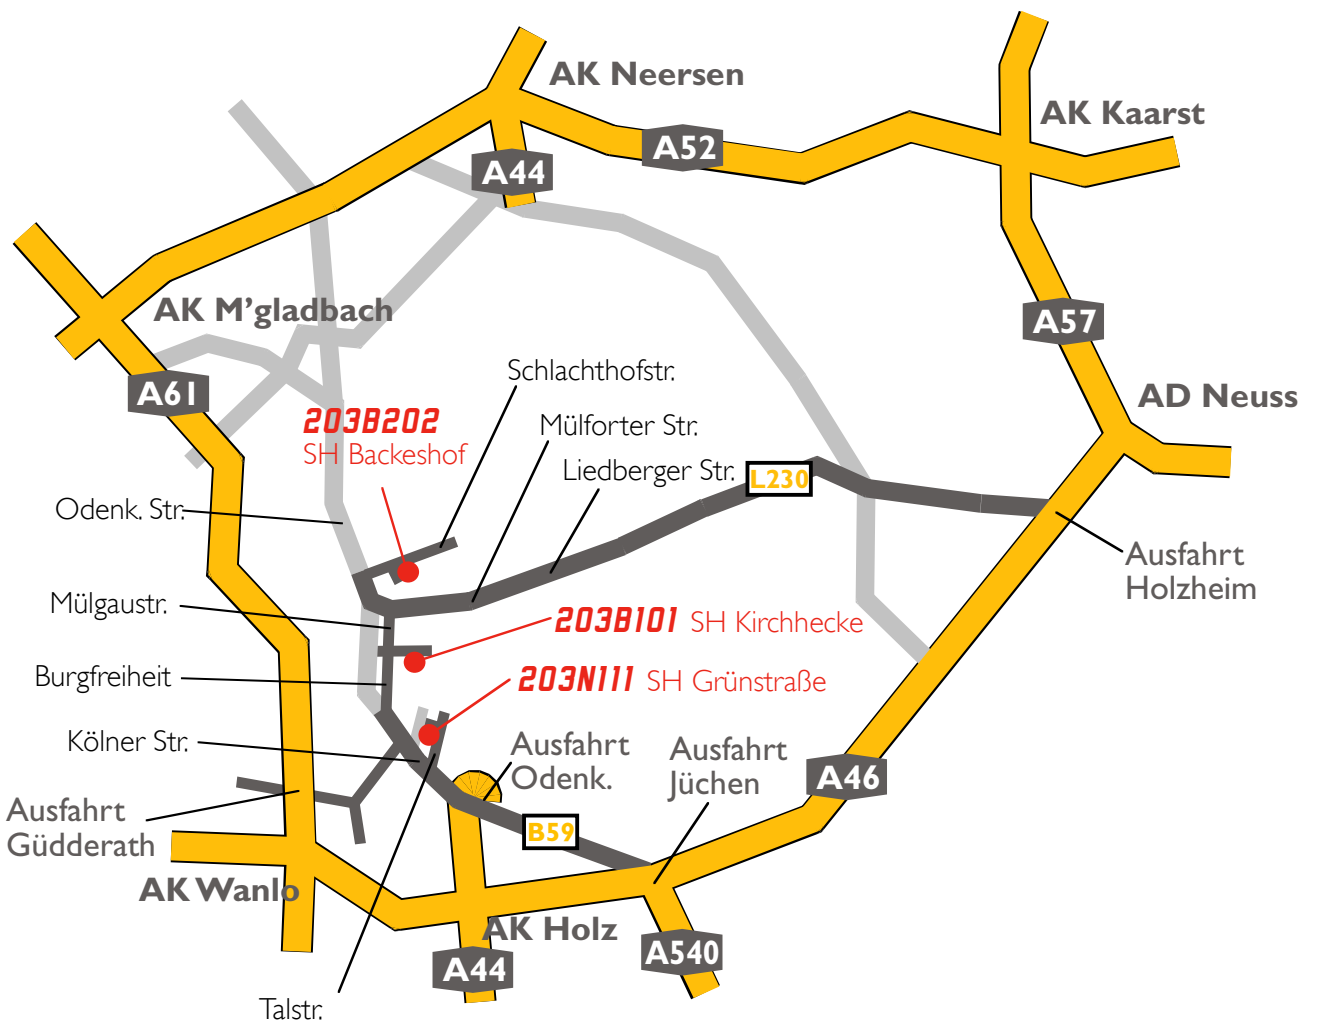 AK Neersen
AK Kaarst
A52
A44
AK M’gladbach
A57
A61
Schlachthofstr.
AD Neuss
203B202
SH Backeshof
Mülforter Str.
Liedberger Str.
L230
Odenk. Str.
Ausfahrt
Holzheim
Mülgaustr.
203B101 SH Kirchhecke
Burgfreiheit
203N111 SH Grünstraße
Kölner Str.
Ausfahrt
Odenk.
Ausfahrt
Jüchen
A46
Ausfahrt
Güdderath
B59
AK Wanlo
AK Holz
A540
A44
Talstr.